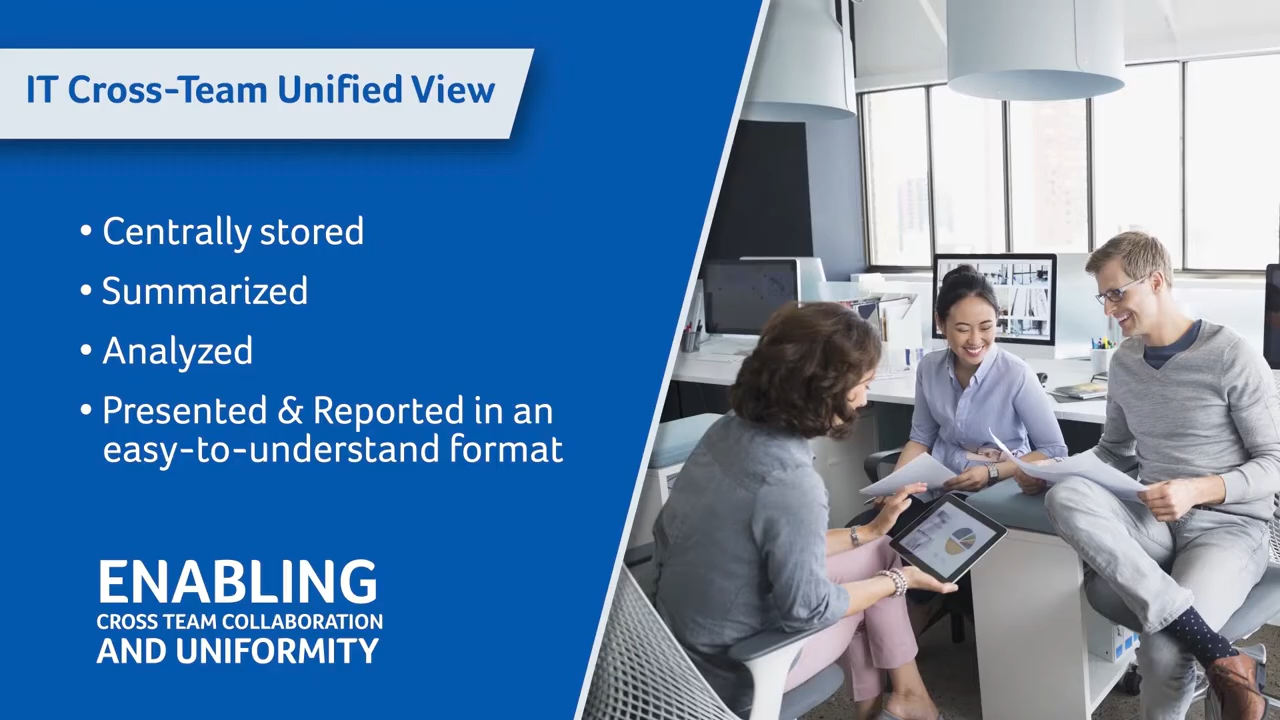 IT Cross-Team Unified View
• Centrally stored
• Summarized
• Analyzed
• Presented & Reported in an
easy-to-understand format
ENABLING
CROSS TEAM COLLABORATION
AND UNIFORMITY